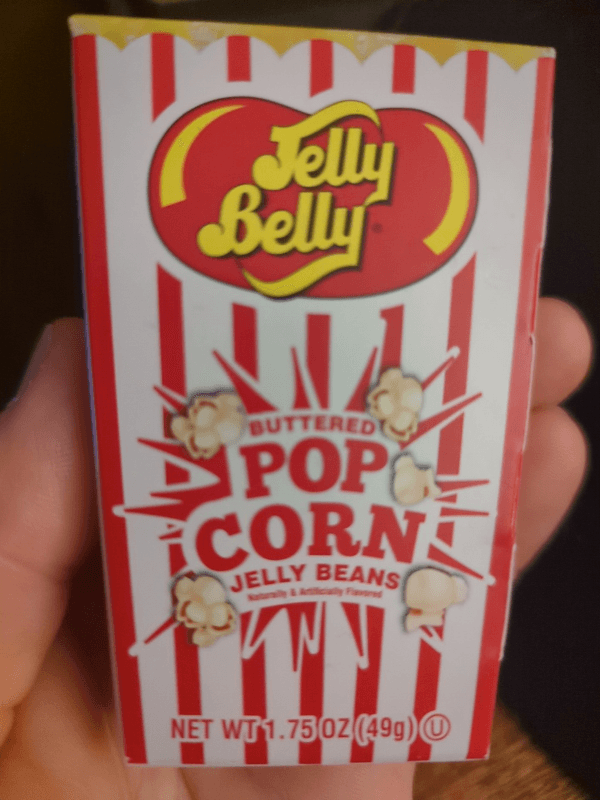 Jelly
Belly®
BUTTERED
POP
CORN
JELLY BEANS
Naturally & Artificially Flavored
NET WT 1.75 OZ (49g) Ⓤ